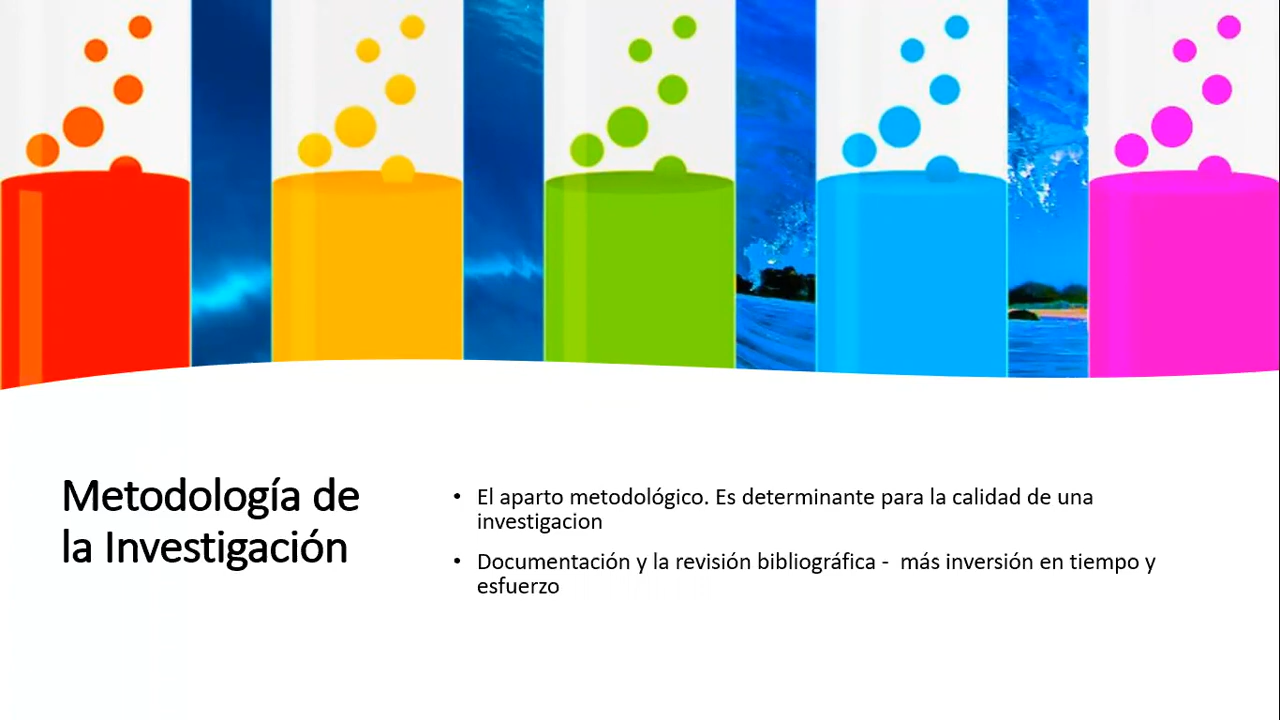 Metodología de
la Investigación
• El aparto metodológico. Es determinante para la calidad de una
investigacion
• Documentación y la revisión bibliográfica -  más inversión en tiempo y
esfuerzo